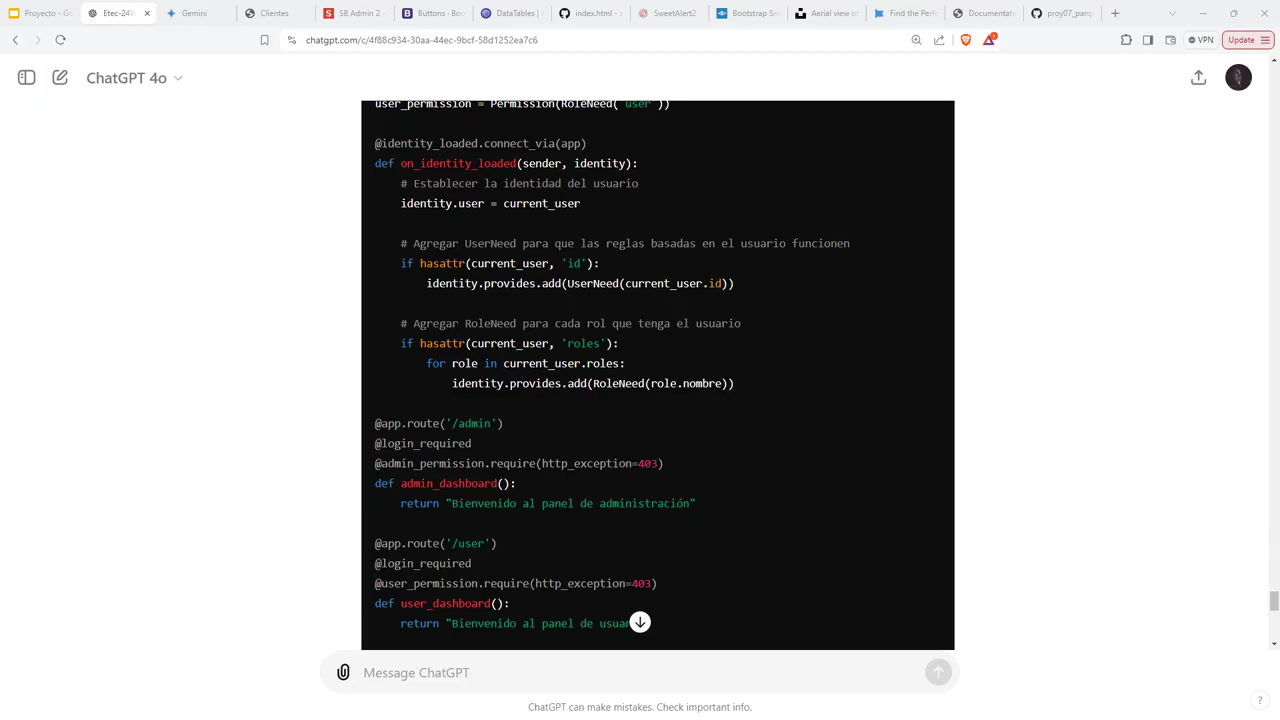 Proyecto - G
Etec-24
Gemini
Clientes
SB Admin 2 -
Buttons · Boo
DataTables |
index.html -
SweetAlert2
Bootstrap Sn
Aerial view o
Find the Perf
Documentat
proy07_parq
chatgpt.com/c/4f88c934-30aa-44ec-9bcf-58d1252ea7c6
VPN
Update
ChatGPT 4o
user_permission = Permission(RoleNeed('user'))
@identity_loaded.connect_via(app)
def on_identity_loaded(sender, identity):
# Establecer la identidad del usuario
identity.user = current_user
# Agregar UserNeed para que las reglas basadas en el usuario funcionen
if hasattr(current_user, 'id'):
identity.provides.add(UserNeed(current_user.id))
# Agregar RoleNeed para cada rol que tenga el usuario
if hasattr(current_user, 'roles'):
for role in current_user.roles:
identity.provides.add(RoleNeed(role.nombre))
@app.route('/admin')
@login_required
@admin_permission.require(http_exception=403)
def admin_dashboard():
return "Bienvenido al panel de administración"
@app.route('/user')
@login_required
@user_permission.require(http_exception=403)
def user_dashboard():
return "Bienvenido al panel de usuar
Message ChatGPT
ChatGPT can make mistakes. Check important info.
?